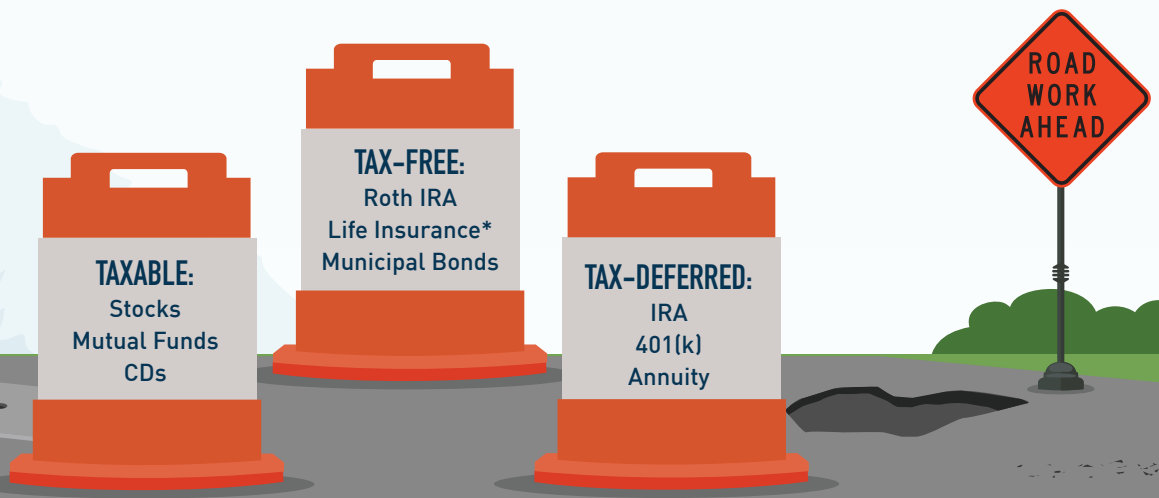 TAXABLE:
Stocks
Mutual Funds
CDs
TAX-FREE:
Roth IRA
Life Insurance*
Municipal Bonds
TAX-DEFERRED:
IRA
401(k)
Annuity
ROAD
WORK
AHEAD